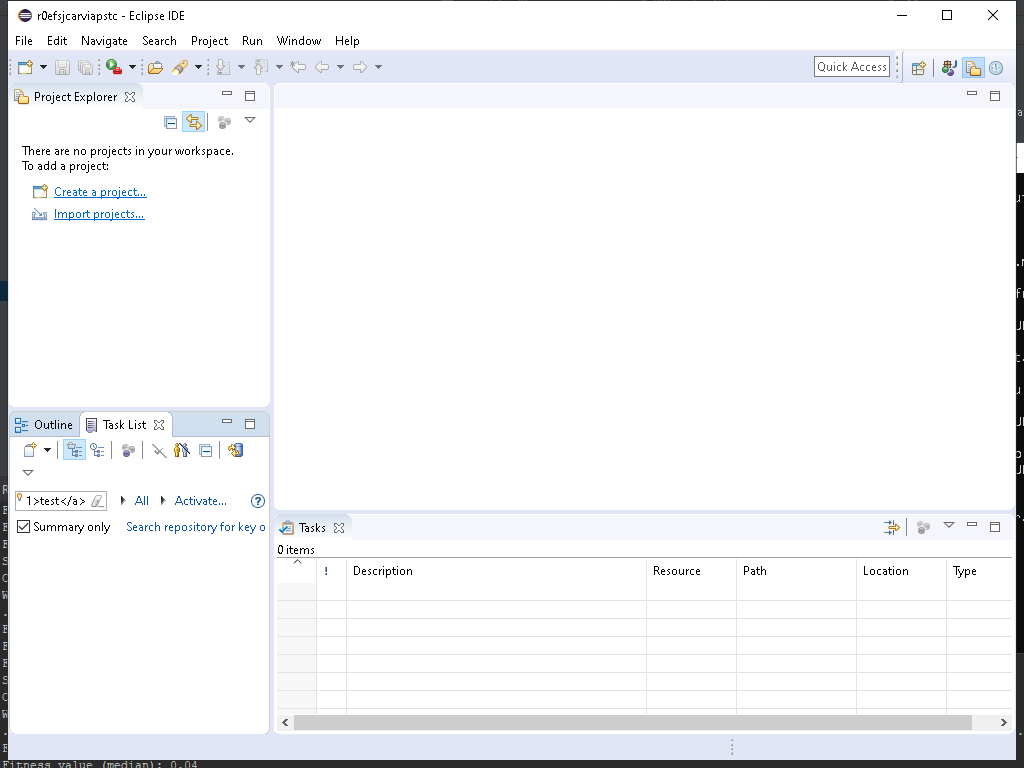 r0efsjcarviapstc - Eclipse IDE
File Edit Navigate Search Project Run Window Help
Quick Access
Project Explorer
There are no projects in your workspace.
To add a project:
Create a project...
Import projects...
Outline Task List
1>test</a> All Activate...
Summary only Search repository for key o
Tasks
0 items
! Description Resource Path Location Type
Fitness value (median): 0.04